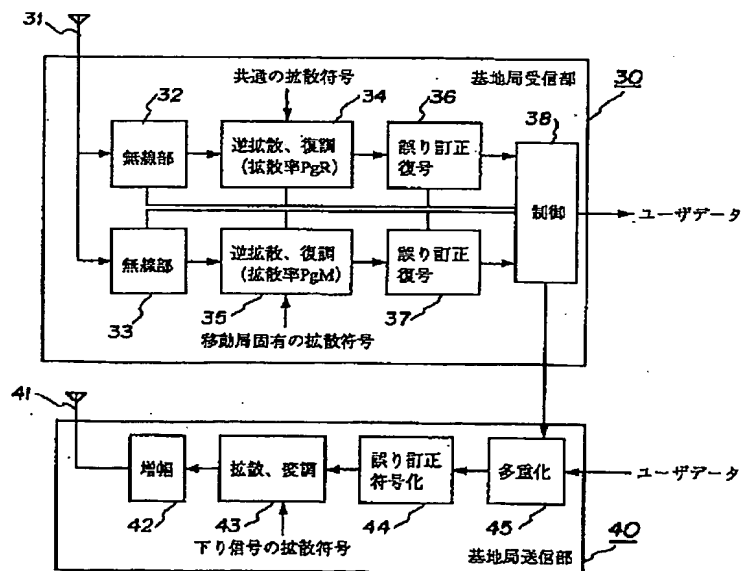 31
共通の拡散符号
基地局受信部
30
32
34
36
38
無線部
逆拡散、復調
(拡散率PgR)
誤り訂正
復号
制御
ユーザデータ
無線部
逆拡散、復調
(拡散率PgM)
誤り訂正
復号
33
35
37
移動局固有の拡散符号
41
増幅
拡散、変調
誤り訂正
符号化
多重化
ユーザデータ
42
43
44
45
下り信号の拡散符号
基地局送信部
40